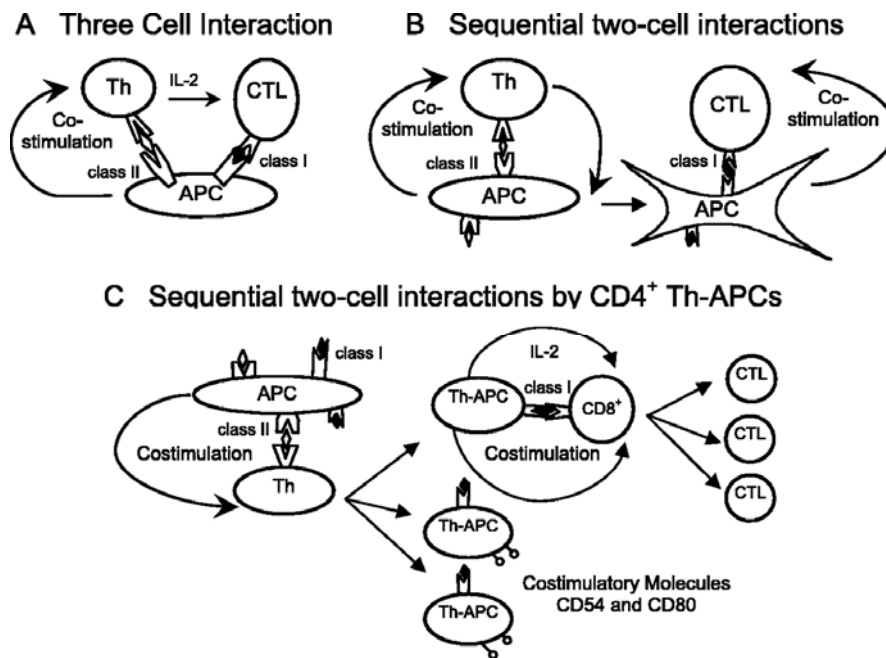 A Three Cell Interaction
Th
IL-2
CTL
Co-
stimulation
class II
class I
APC
B Sequential two-cell interactions
Th
Co-
stimulation
class II
APC
CTL
Co-
stimulation
class I
APC
C Sequential two-cell interactions by CD4⁺ Th-APCs
class I
APC
class II
Costimulation
Th
IL-2
Th-APC
class I
CD8⁺
Costimulation
CTL
CTL
CTL
Th-APC
Th-APC
Costimulatory Molecules
CD54 and CD80